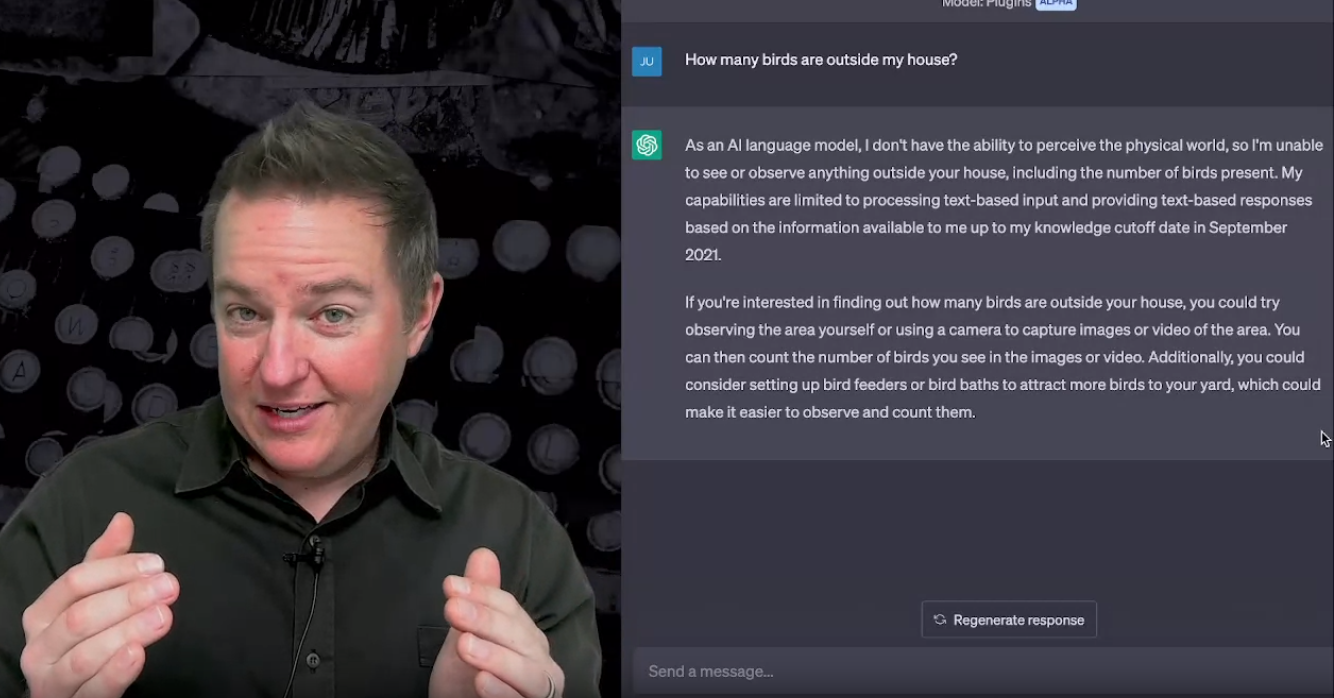 Model: Plugins ALPHA
JU
How many birds are outside my house?
As an AI language model, I don't have the ability to perceive the physical world, so I'm unable
to see or observe anything outside your house, including the number of birds present. My
capabilities are limited to processing text-based input and providing text-based responses
based on the information available to me up to my knowledge cutoff date in September
2021.
If you're interested in finding out how many birds are outside your house, you could try
observing the area yourself or using a camera to capture images or video of the area. You
can then count the number of birds you see in the images or video. Additionally, you could
consider setting up bird feeders or bird baths to attract more birds to your yard, which could
make it easier to observe and count them.
Regenerate response
Send a message...